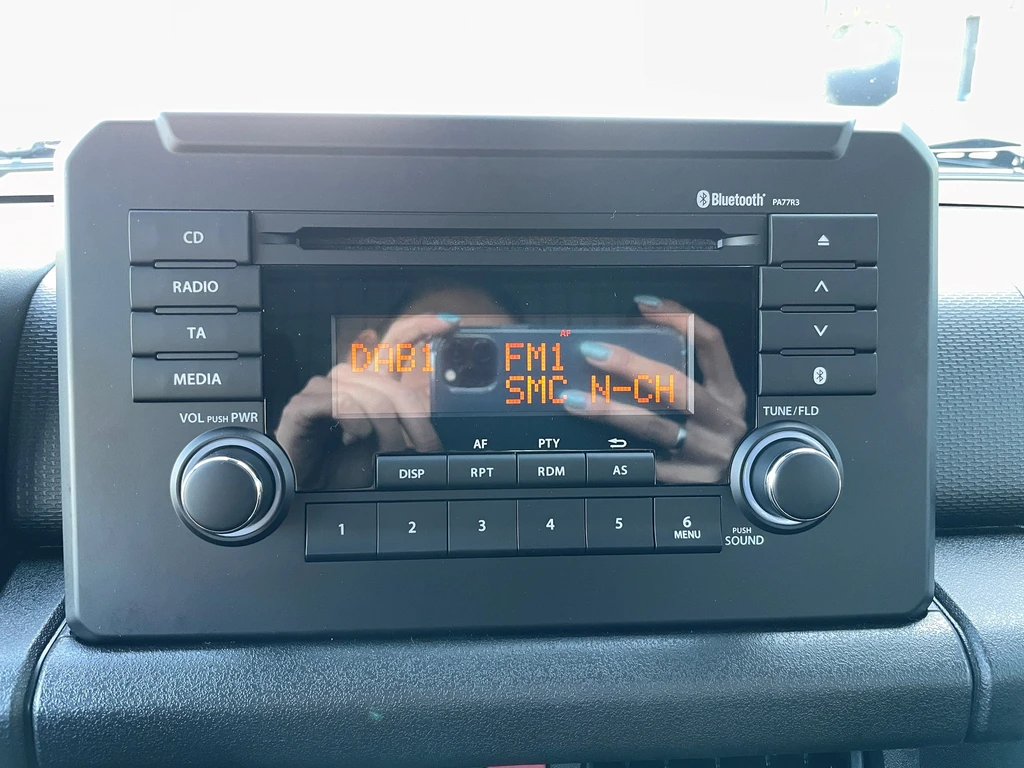 Bluetooth® PA77R3
CD
RADIO
TA
MEDIA
AF
DAB1 FM1
SMC N-CH
VOL PUSH PWR
TUNE/FLD
AF PTY
DISP RPT RDM AS
1 2 3 4 5 6
MENU
PUSH
SOUND